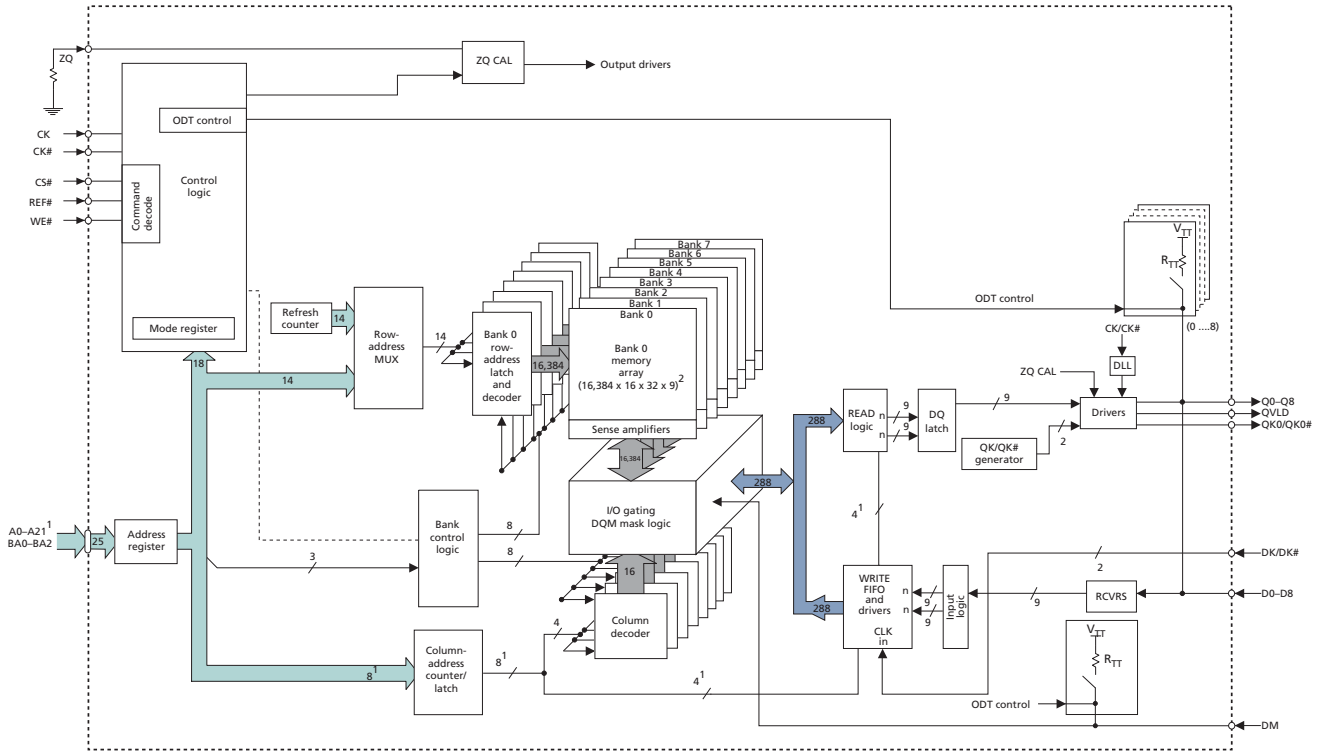 ZQ
ZQ CAL
Output drivers
ODT control
CK
CK#
CS#
REF#
WE#
Command
decode
Control
logic
Mode register
18
Refresh
counter
14
14
Row-
address
MUX
14
Bank 0
row-
address
latch
and
decoder
16,384
Bank 7
Bank 6
Bank 5
Bank 4
Bank 3
Bank 2
Bank 1
Bank 0
Bank 0
memory
array
(16,384 x 16 x 32 x 9)2
Sense amplifiers
16,384
I/O gating
DQM mask logic
16
Column
decoder
A0–A211
BA0–BA2
25
Address
register
3
Bank
control
logic
8
8
81
Column-
address
counter/
latch
81
4
41
288
288
288
READ
logic
n
n
9
9
DQ
latch
9
QK/QK#
generator
2
ZQ CAL
CK/CK#
DLL
Drivers
ODT control
VTT
RTT
(0 ....8)
Q0–Q8
QVLD
QK0/QK0#
41
WRITE
FIFO
and
drivers
CLK
in
n
n
9
9
Input
logic
9
RCVRS
2
DK/DK#
D0–D8
VTT
RTT
ODT control
DM